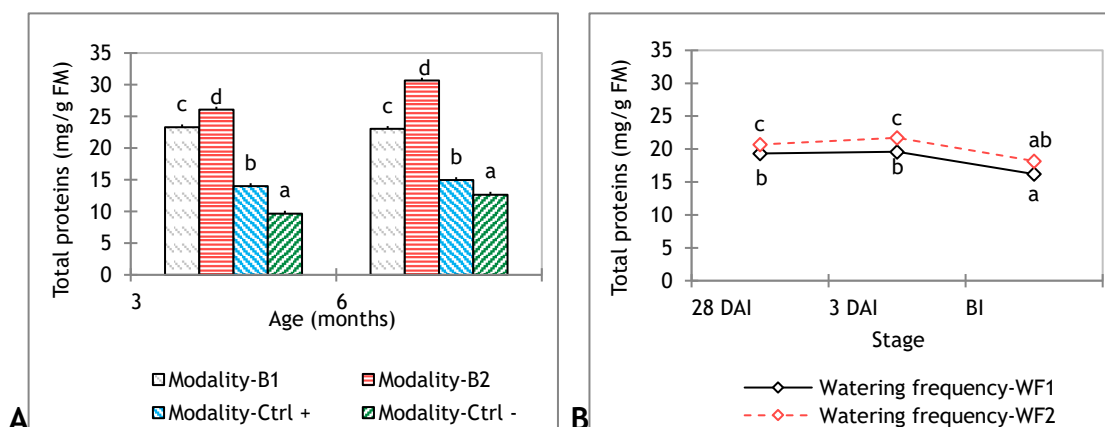 Total proteins (mg/g FM)
35
30
25
20
15
10
5
0
c
d
b
a
c
d
b
a
3
6
Age (months)
Modality-B1
Modality-B2
Modality-Ctrl +
Modality-Ctrl -
A
Total proteins (mg/g FM)
35
30
25
20
15
10
5
0
c
c
ab
b
b
a
28 DAI
3 DAI
BI
Stage
Watering frequency-WF1
Watering frequency-WF2
B